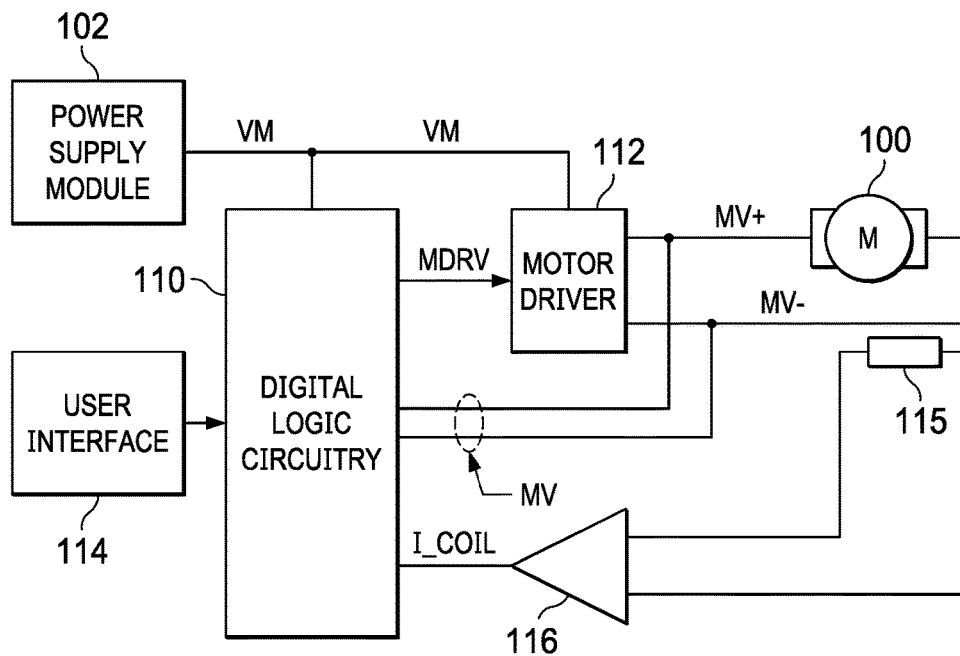 102
POWER
SUPPLY
MODULE
VM
VM
112
100
MV+
M
110
MDRV
MOTOR
DRIVER
MV-
USER
INTERFACE
DIGITAL
LOGIC
CIRCUITRY
115
MV
114
I_COIL
116